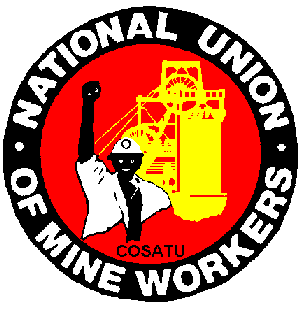 · NATIONAL UNION ·
OF MINE WORKERS
COSATU